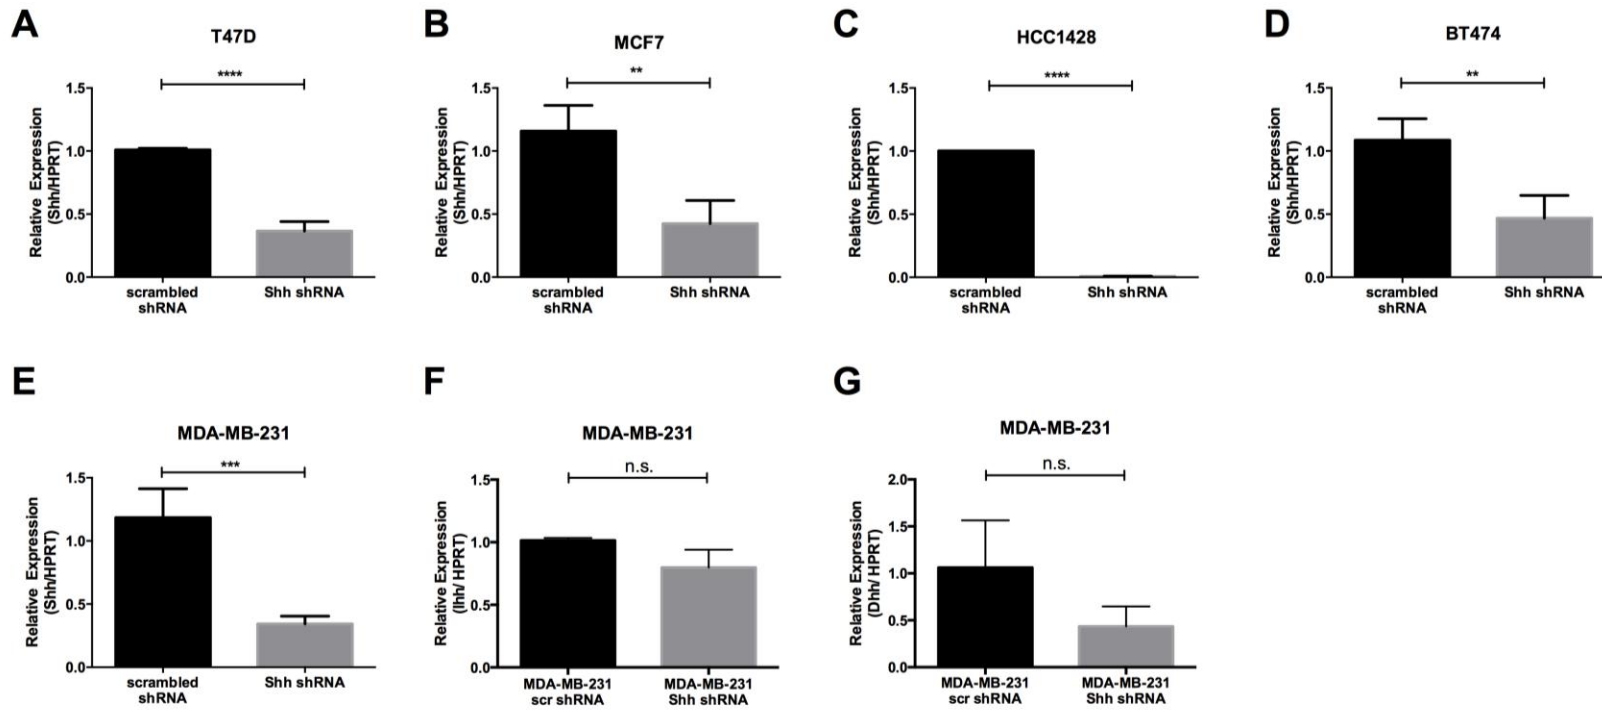 A
T47D
****
Relative Expression
(Shh/HPRT)
1.5
1.0
0.5
0.0
scrambled
shRNA
Shh shRNA
B
MCF7
**
Relative Expression
(Shh/HPRT)
1.5
1.0
0.5
0.0
scrambled
shRNA
Shh shRNA
C
HCC1428
****
Relative Expression
(Shh/HPRT)
1.5
1.0
0.5
0.0
scrambled
shRNA
Shh shRNA
D
BT474
**
Relative Expression
(Shh/HPRT)
1.5
1.0
0.5
0.0
scrambled
shRNA
Shh shRNA
E
MDA-MB-231
***
Relative Expression
(Shh/HPRT)
1.5
1.0
0.5
0.0
scrambled
shRNA
Shh shRNA
F
MDA-MB-231
n.s.
Relative Expression
(Ihh/ HPRT)
1.5
1.0
0.5
0.0
MDA-MB-231
scr shRNA
MDA-MB-231
Shh shRNA
G
MDA-MB-231
n.s.
Relative Expression
(Dhh/ HPRT)
2.0
1.5
1.0
0.5
0.0
MDA-MB-231
scr shRNA
MDA-MB-231
Shh shRNA